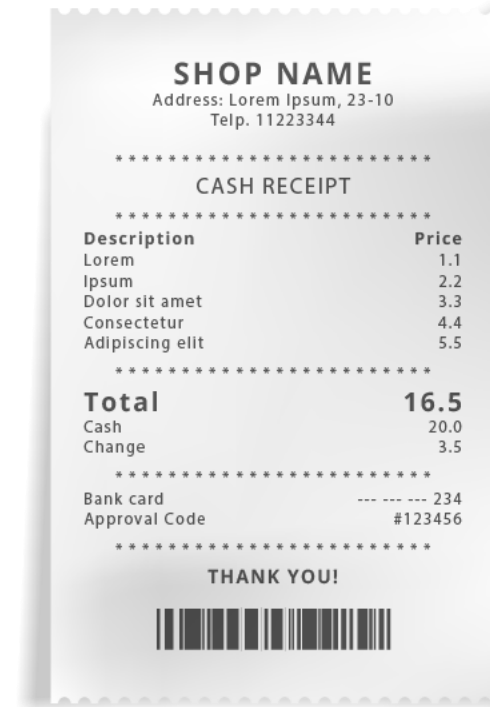 SHOP NAME
Address: Lorem Ipsum, 23-10
Telp. 11223344
* * * * * * * * * * * * * * * * * * * * * * * *
CASH RECEIPT
* * * * * * * * * * * * * * * * * * * * * * * *
Description Price
Lorem 1.1
Ipsum 2.2
Dolor sit amet 3.3
Consectetur 4.4
Adipiscing elit 5.5
* * * * * * * * * * * * * * * * * * * * * * * *
Total 16.5
Cash 20.0
Change 3.5
* * * * * * * * * * * * * * * * * * * * * * * *
Bank card --- --- --- 234
Approval Code #123456
* * * * * * * * * * * * * * * * * * * * * * * *
THANK YOU!